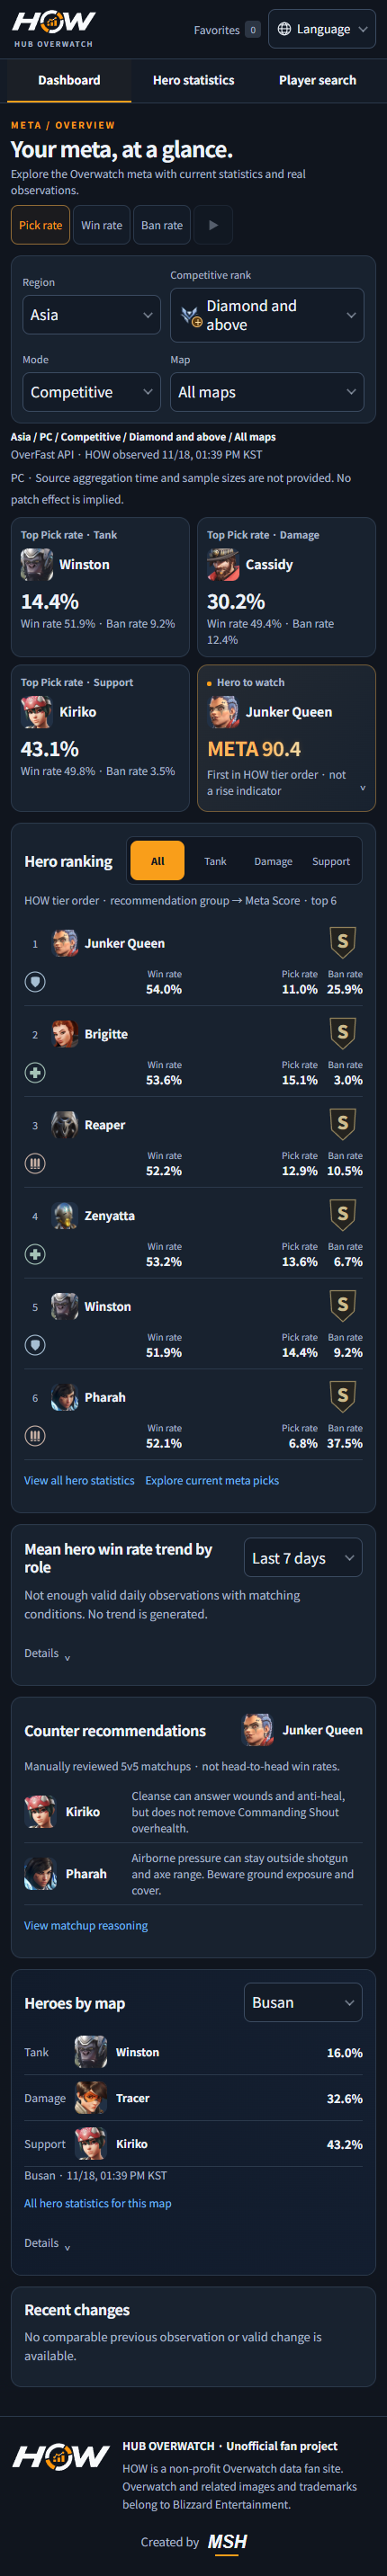 HOW
HUB OVERWATCH
Favorites 0
Language
Dashboard
Hero statistics
Player search
META / OVERVIEW
Your meta, at a glance.
Explore the Overwatch meta with current statistics and real
observations.
Pick rate
Win rate
Ban rate
Region
Competitive rank
Asia
Diamond and
above
Mode
Map
Competitive
All maps
Asia / PC / Competitive / Diamond and above / All maps
OverFast API · HOW observed 11/18, 01:39 PM KST
PC · Source aggregation time and sample sizes are not provided. No
patch effect is implied.
Top Pick rate · Tank
Winston
14.4%
Win rate 51.9% · Ban rate 9.2%
Top Pick rate · Damage
Cassidy
30.2%
Win rate 49.4% · Ban rate
12.4%
Top Pick rate · Support
Kiriko
43.1%
Win rate 49.8% · Ban rate 3.5%
Hero to watch
Junker Queen
META 90.4
First in HOW tier order · not
a rise indicator
Hero ranking
All
Tank
Damage
Support
HOW tier order · recommendation group → Meta Score · top 6
1 Junker Queen S
Win rate Pick rate Ban rate
54.0% 11.0% 25.9%
2 Brigitte S
Win rate Pick rate Ban rate
53.6% 15.1% 3.0%
3 Reaper S
Win rate Pick rate Ban rate
52.2% 12.9% 10.5%
4 Zenyatta S
Win rate Pick rate Ban rate
53.2% 13.6% 6.7%
5 Winston S
Win rate Pick rate Ban rate
51.9% 14.4% 9.2%
6 Pharah S
Win rate Pick rate Ban rate
52.1% 6.8% 37.5%
View all hero statistics
Explore current meta picks
Mean hero win rate trend by
role
Last 7 days
Not enough valid daily observations with matching
conditions. No trend is generated.
Details
Counter recommendations
Junker Queen
Manually reviewed 5v5 matchups · not head-to-head win rates.
Kiriko
Cleanse can answer wounds and anti-heal,
but does not remove Commanding Shout
overhealth.
Pharah
Airborne pressure can stay outside shotgun
and axe range. Beware ground exposure and
cover.
View matchup reasoning
Heroes by map
Busan
Tank Winston 16.0%
Damage Tracer 32.6%
Support Kiriko 43.2%
Busan · 11/18, 01:39 PM KST
All hero statistics for this map
Details
Recent changes
No comparable previous observation or valid change is
available.
HOW
HUB OVERWATCH · Unofficial fan project
HOW is a non-profit Overwatch data fan site.
Overwatch and related images and trademarks
belong to Blizzard Entertainment.
Created by MSH